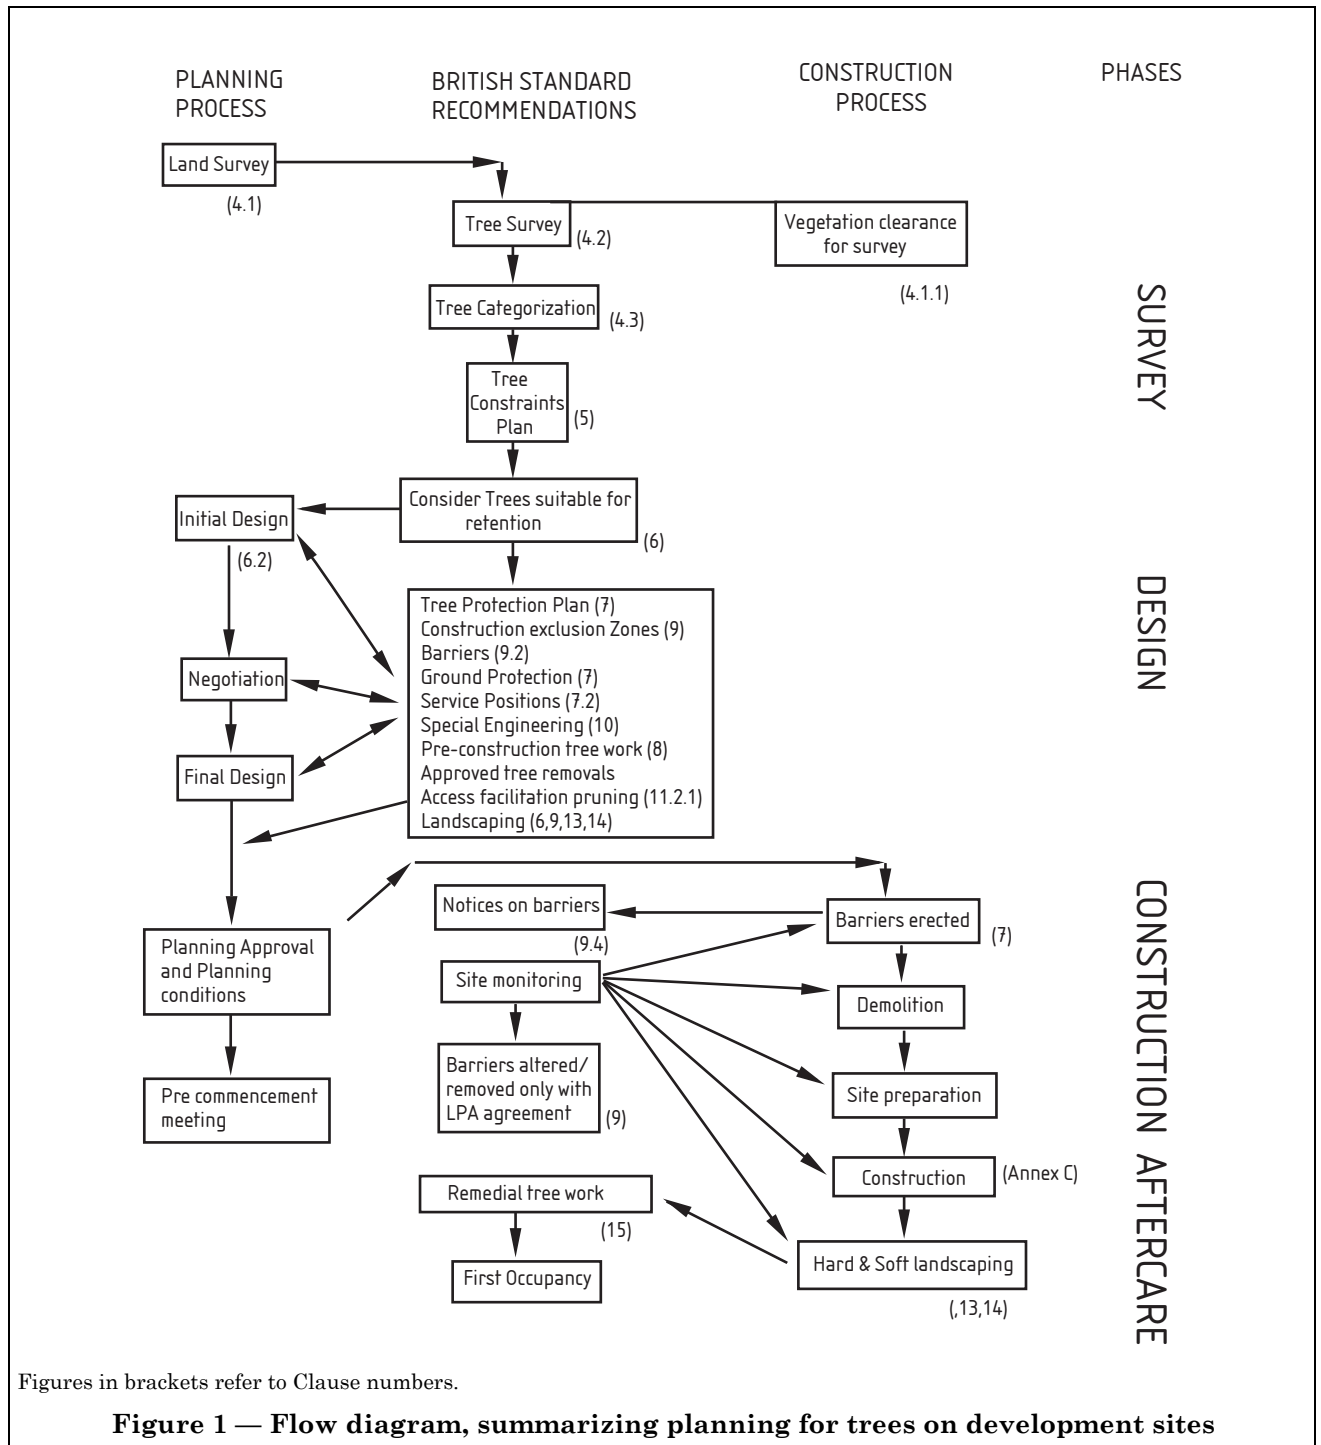 PLANNING
PROCESS
BRITISH STANDARD
RECOMMENDATIONS
CONSTRUCTION
PROCESS
PHASES
Land Survey
(4.1)
Tree Survey
(4.2)
Vegetation clearance
for survey
(4.1.1)
Tree Categorization
(4.3)
Tree
Constraints
Plan
(5)
SURVEY
Consider Trees suitable for
retention
(6)
Initial Design
(6.2)
Tree Protection Plan (7)
Construction exclusion Zones (9)
Barriers (9.2)
Ground Protection (7)
Service Positions (7.2)
Special Engineering (10)
Pre-construction tree work (8)
Approved tree removals
Access facilitation pruning (11.2.1)
Landscaping (6,9,13,14)
Negotiation
Final Design
DESIGN
Planning Approval
and Planning
conditions
Pre commencement
meeting
Notices on barriers
(9.4)
Barriers erected
(7)
Site monitoring
Demolition
Barriers altered/
removed only with
LPA agreement
(9)
Site preparation
Construction
(Annex C)
Remedial tree work
(15)
Hard & Soft landscaping
(,13,14)
First Occupancy
CONSTRUCTION AFTERCARE
Figures in brackets refer to Clause numbers.
Figure 1 — Flow diagram, summarizing planning for trees on development sites